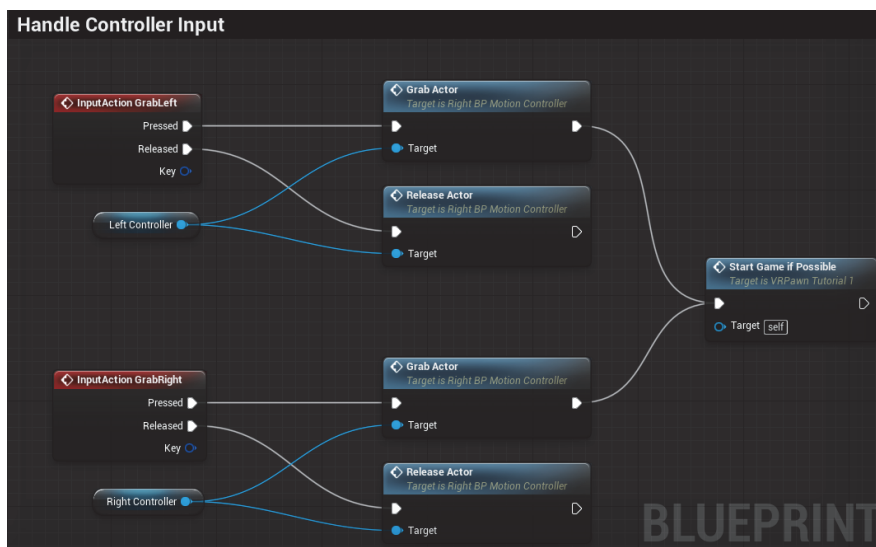 Handle Controller Input
InputAction GrabLeft
Pressed
Released
Key
Left Controller
Grab Actor
Target is Right BP Motion Controller
Target
Release Actor
Target is Right BP Motion Controller
Target
Start Game if Possible
Target is VRPawn Tutorial 1
Target self
InputAction GrabRight
Pressed
Released
Key
Right Controller
Grab Actor
Target is Right BP Motion Controller
Target
Release Actor
Target is Right BP Motion Controller
Target
BLUEPRINT